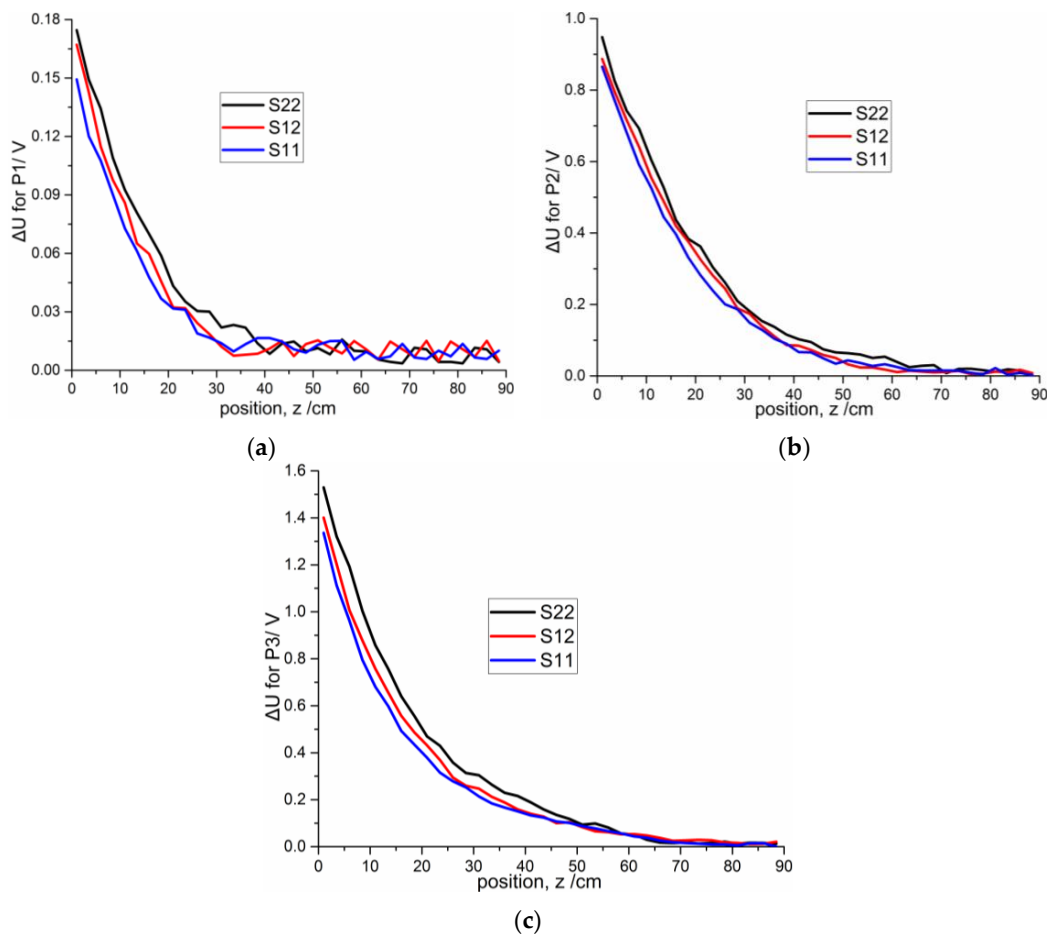 0.18
0.15
0.12
0.09
0.06
0.03
0.00
ΔU for P1/ V
S22
S12
S11
0 10 20 30 40 50 60 70 80 90
position, z /cm
(a)
1.0
0.8
0.6
0.4
0.2
0.0
ΔU for P2/ V
S22
S12
S11
0 10 20 30 40 50 60 70 80 90
position, z /cm
(b)
1.6
1.4
1.2
1.0
0.8
0.6
0.4
0.2
0.0
ΔU for P3/ V
S22
S12
S11
0 10 20 30 40 50 60 70 80 90
position, z /cm
(c)